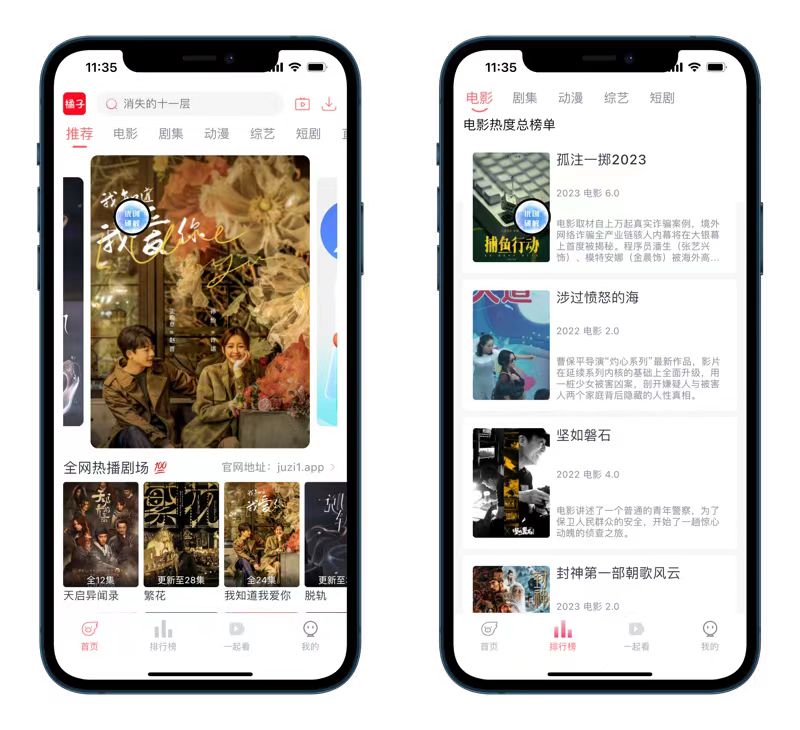 11:35
橘子
消失的十一层
推荐 电影 剧集 动漫 综艺 短剧
我知道
我爱你
全网热播剧场 100
官网地址：juzi1.app
全12集
更新至28集
全24集
更新至
天启异闻录
繁花
我知道我爱你
脱轨
首页
排行榜
一起看
我的
11:35
电影 剧集 动漫 综艺 短剧
电影热度总榜单
捕鱼行动
孤注一掷2023
2023 电影 6.0
电影取材自上万起真实诈骗案例，境外
网络诈骗全产业链骇人内幕将在大银幕
上首度被揭秘。程序员潘生（张艺兴
饰）、模特安娜（金晨饰）被海外高...
涉过愤怒的海
2022 电影 2.0
曹保平导演“灼心系列”最新作品，影片
在延续系列内核的基础上全面升级，用
一桩少女被害凶案，剖开嫌疑人与被害
人两个家庭背后隐藏的人性真相。
坚如磐石
2022 电影 4.0
电影讲述了一个普通的青年警察，为了
保卫人民群众的安全，开始了一趟惊心
动魄的侦查之旅。
封神第一部朝歌风云
2023 电影 2.0
首页
排行榜
一起看
我的